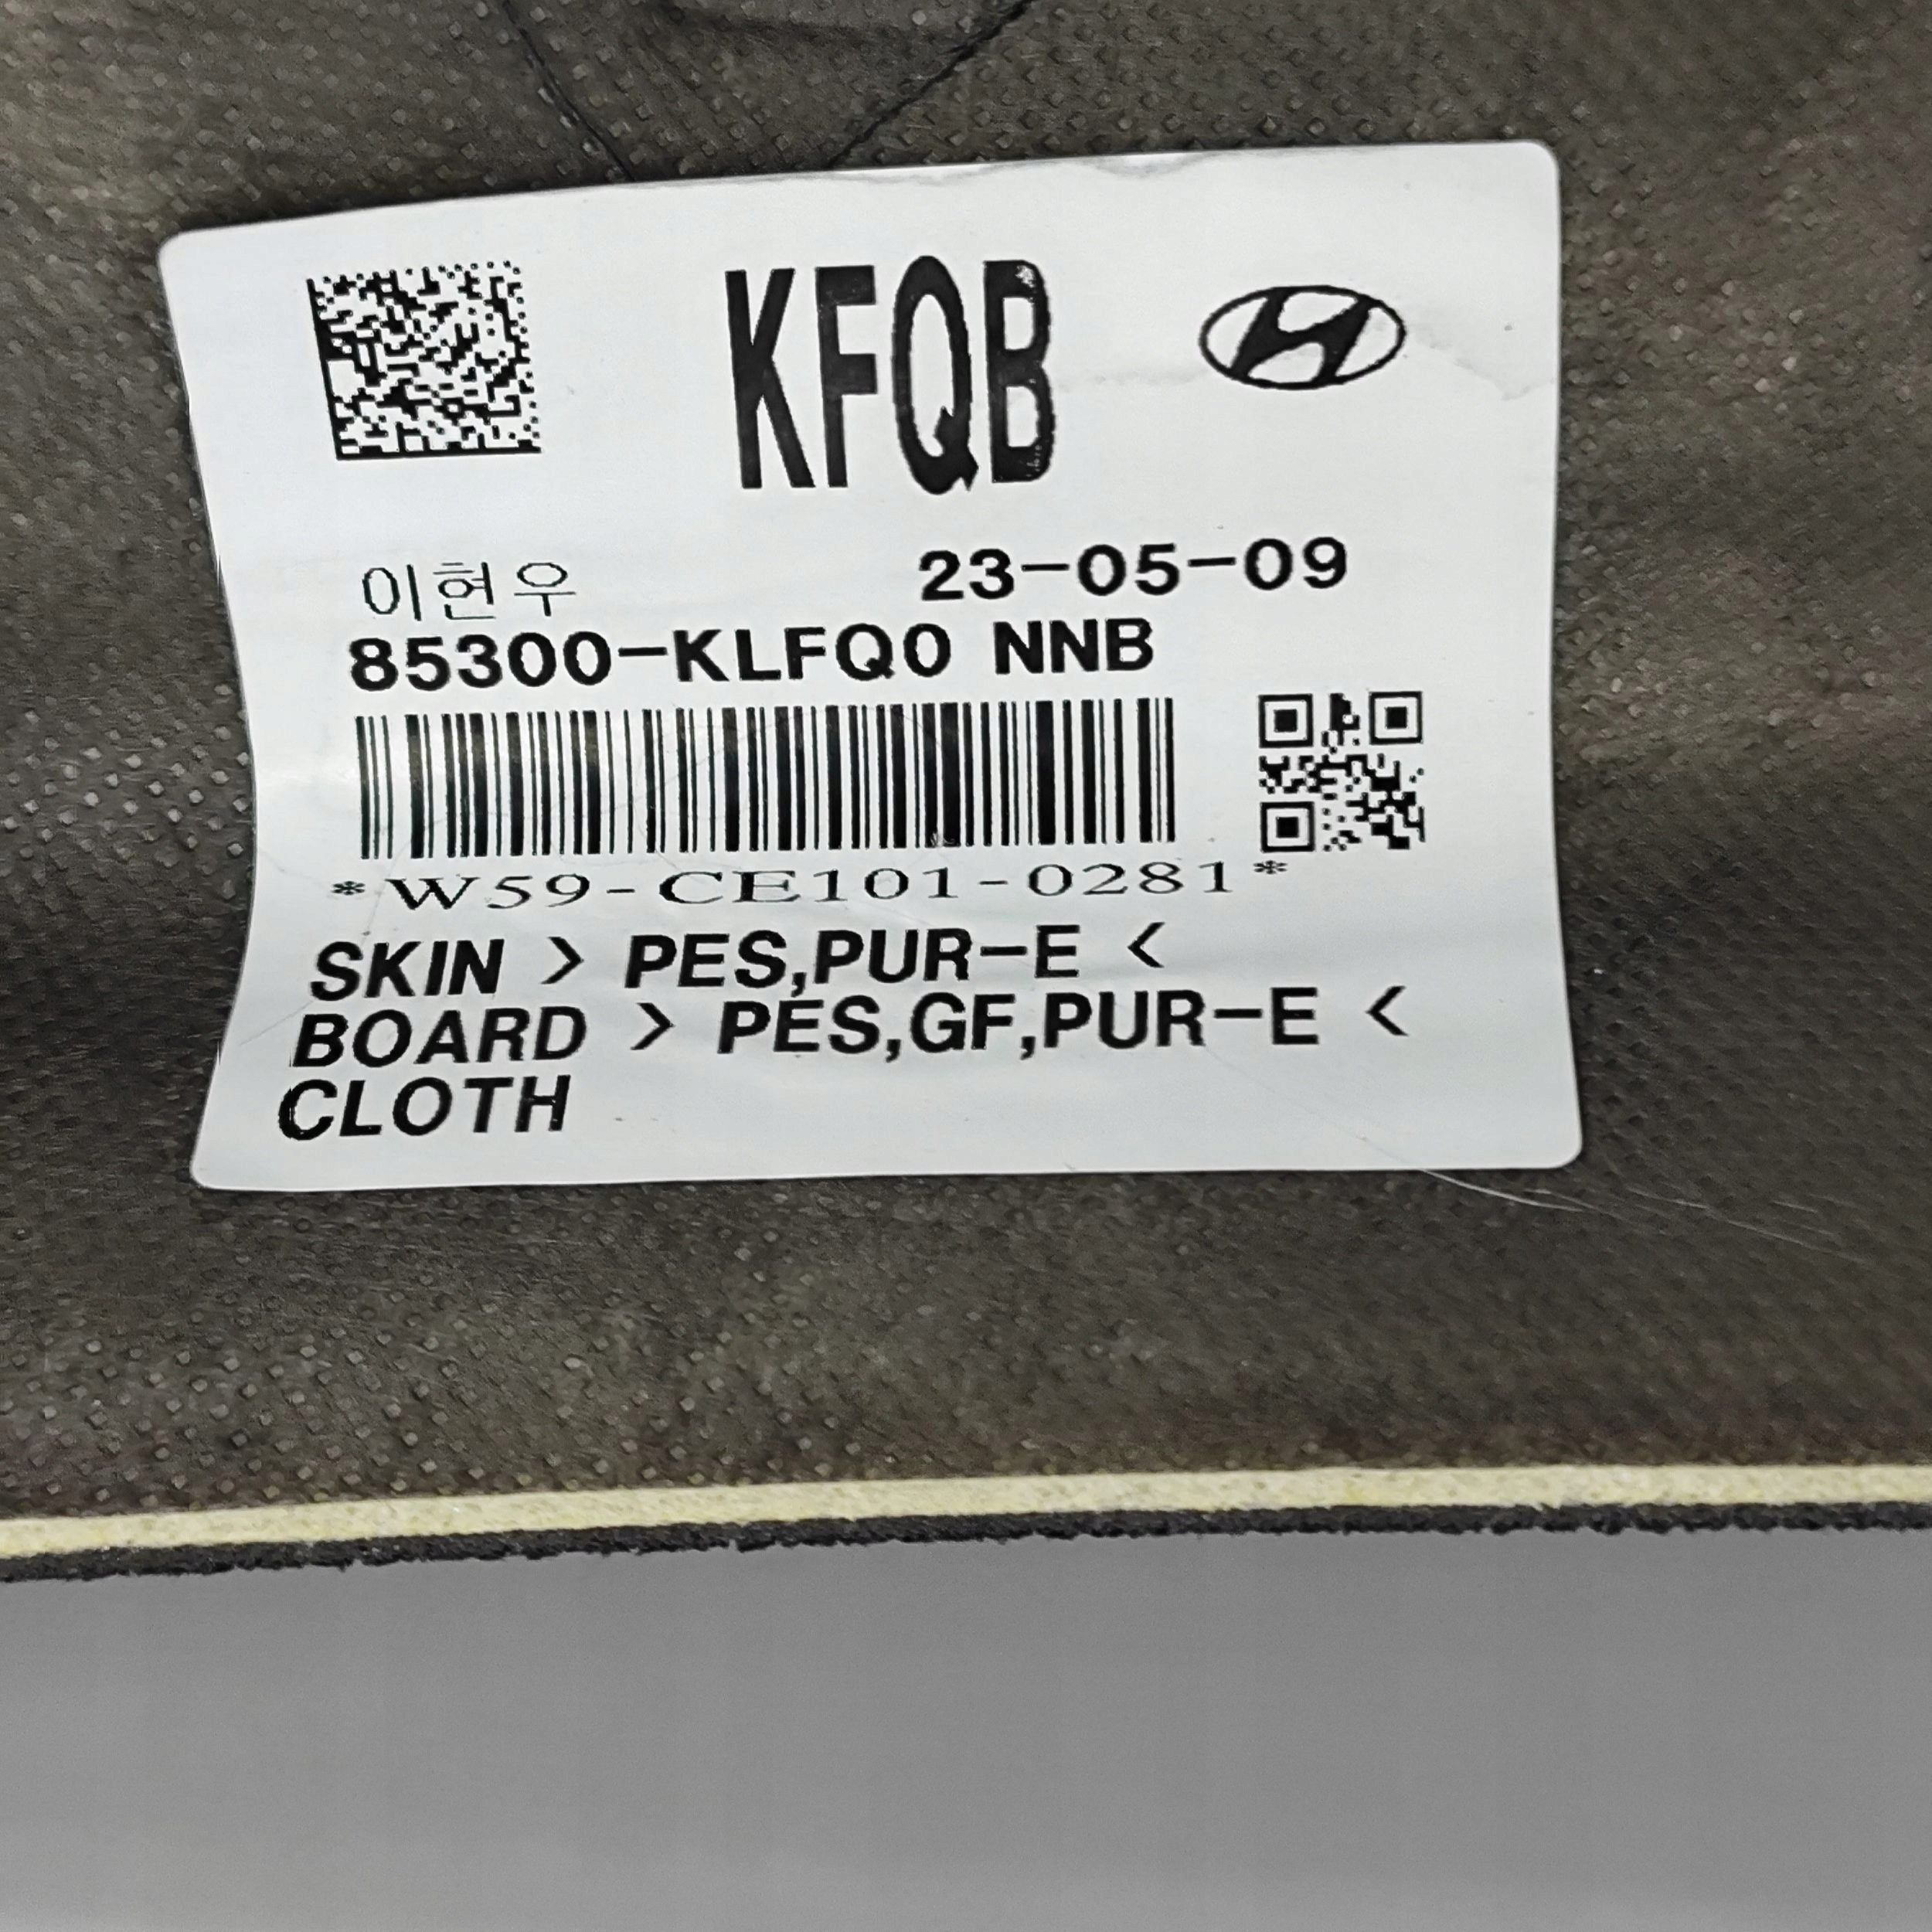 KFQB
이현우 23-05-09
85300-KLFQ0 NNB
*W59-CE101-0281*
SKIN > PES,PUR-E <
BOARD > PES,GF,PUR-E <
CLOTH